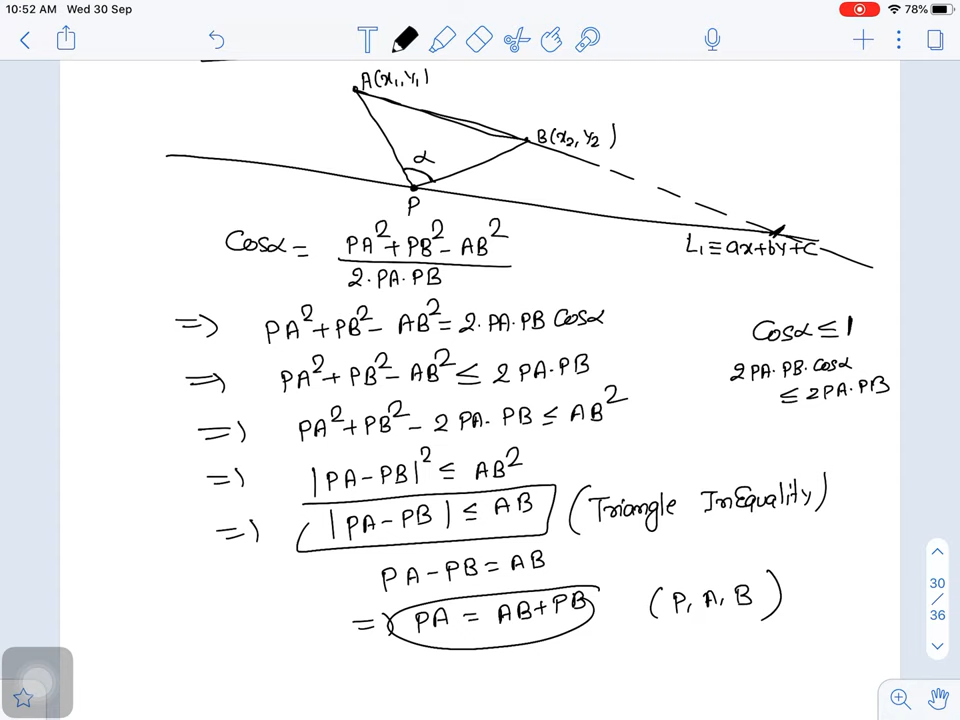 10:52 AM Wed 30 Sep
78%
T
A(x₁,y₁)
B(x₂,y₂)
α
P
L₁ ≡ ax+by+c
Cosα = (PA² + PB² − AB²) / (2·PA·PB)
=> PA² + PB² − AB² = 2·PA·PB Cosα
Cosα ≤ 1
=> PA² + PB² − AB² ≤ 2 PA·PB
2 PA·PB·Cosα
≤ 2PA·PB
=> PA² + PB² − 2 PA·PB ≤ AB²
=> |PA−PB|² ≤ AB²
=> |PA−PB| ≤ AB (Triangle InEquality)
PA−PB = AB
=> PA = AB+PB (P, A, B)
30
/
36